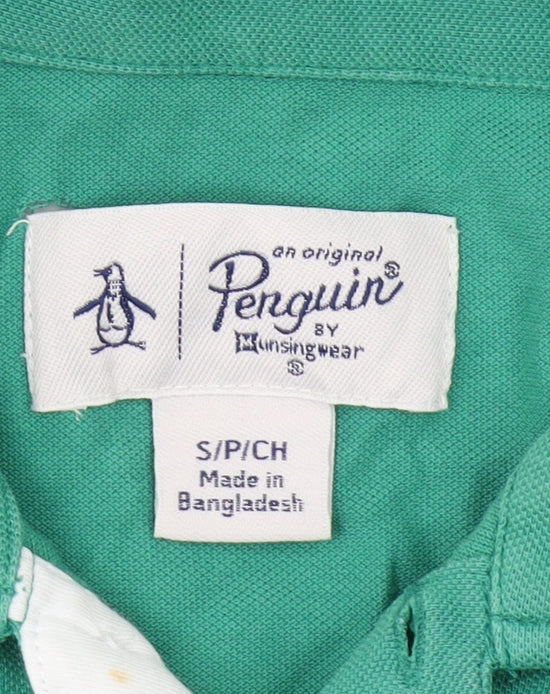 an original
Penguin®
BY
Munsingwear
®
S/P/CH
Made in
Bangladesh